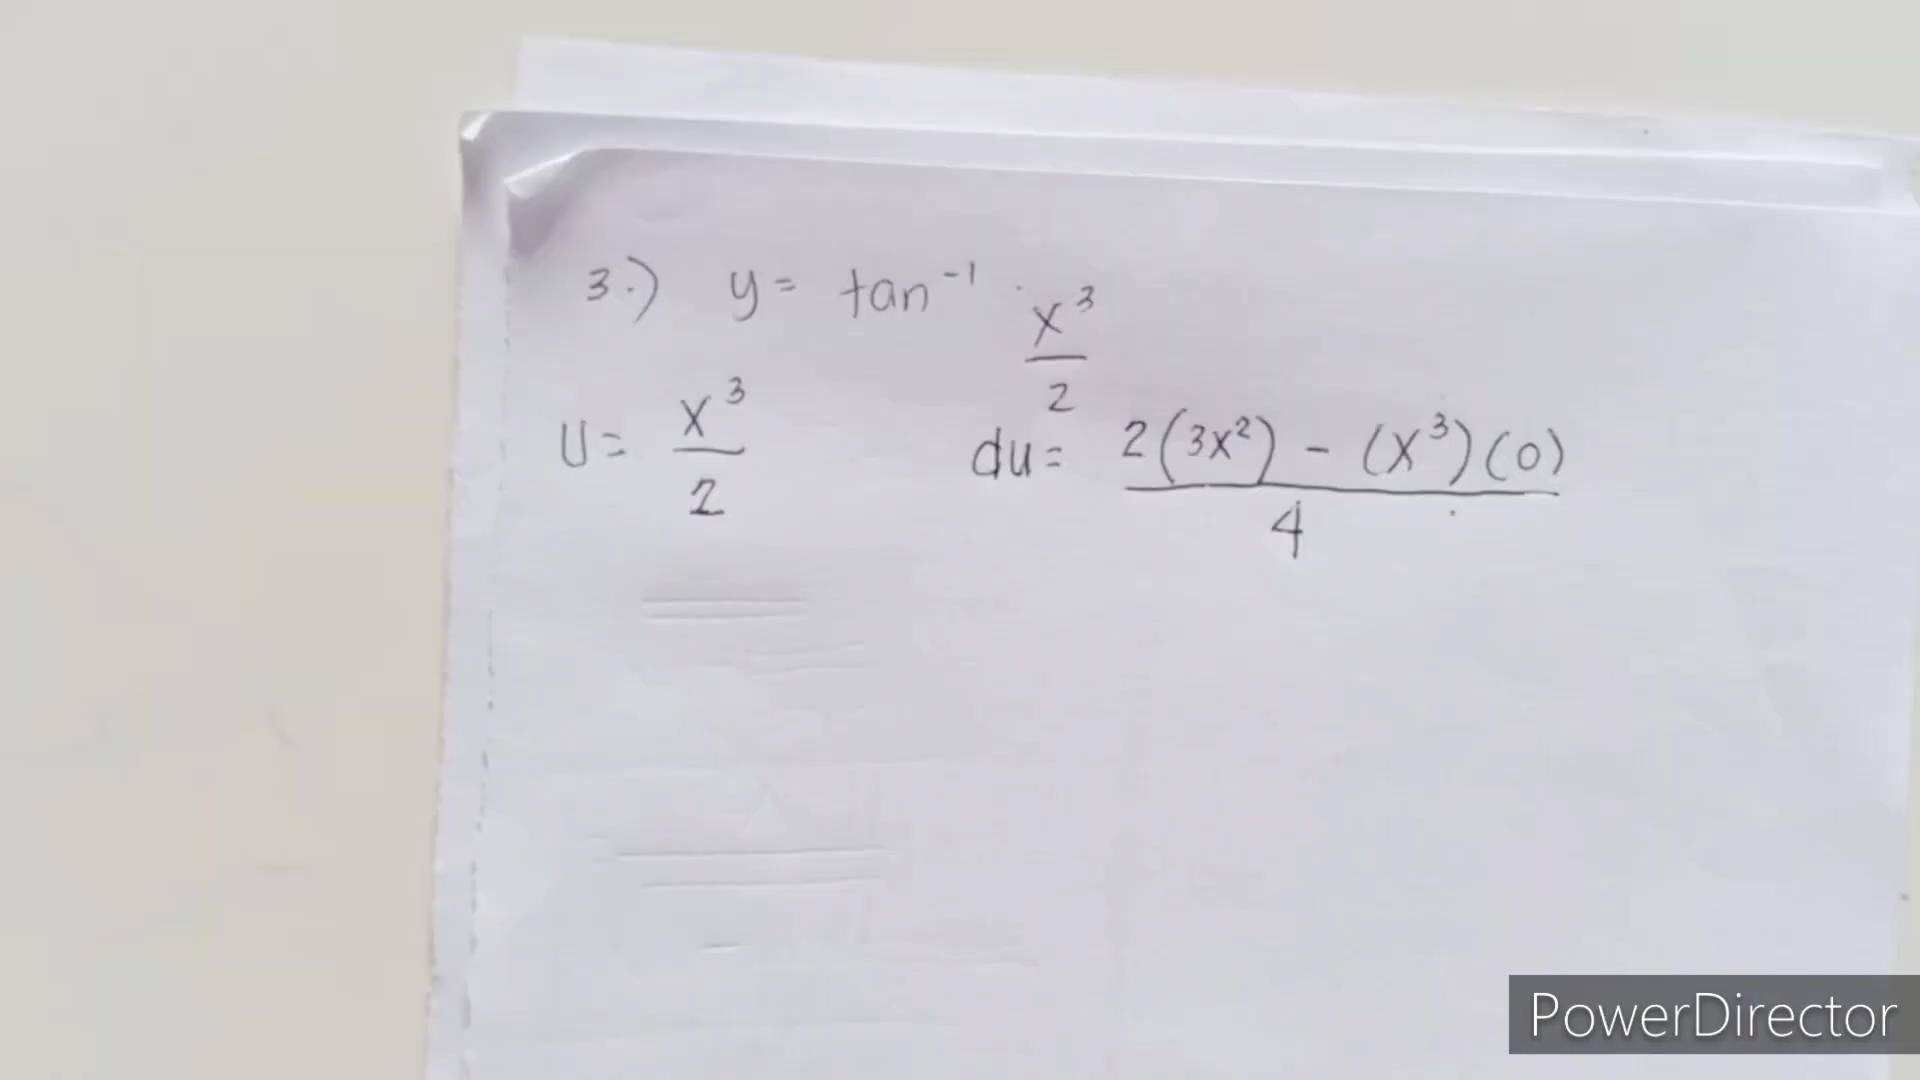 3.) y = tan⁻¹ x³/2
u = x³/2 du = 2(3x²) - (x³)(0)/4
PowerDirector